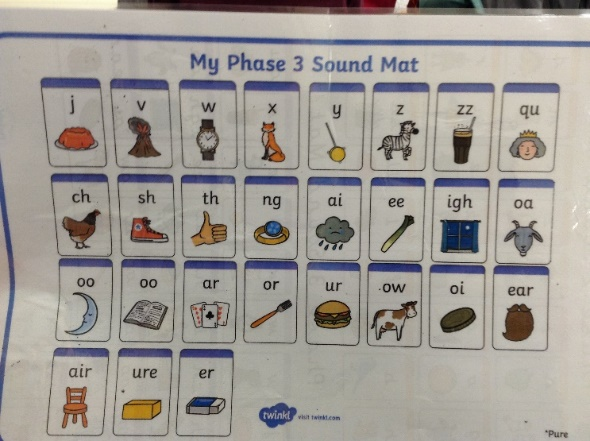 My Phase 3 Sound Mat
j v w x y z zz qu
ch sh th ng ai ee igh oa
oo oo ar or ur ow oi ear
air ure er
twinkl visit twinkl.com
*Pure